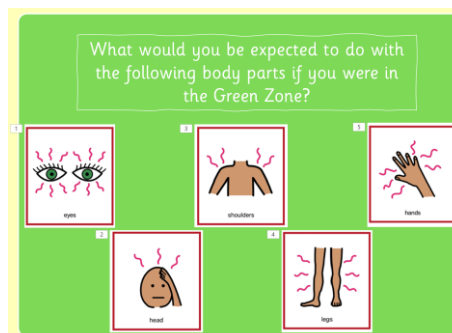 What would you be expected to do with
the following body parts if you were in
the Green Zone?
1
3
5
eyes
shoulders
hands
2
4
head
legs